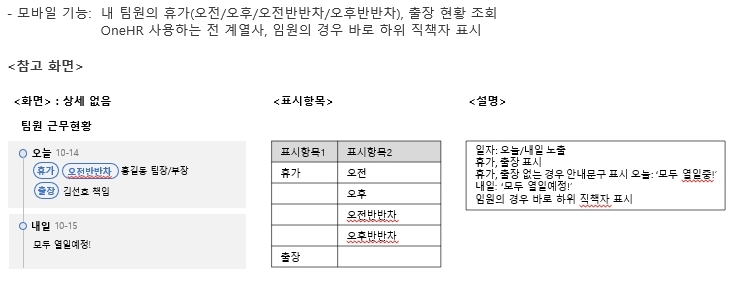 - 모바일 기능: 내 팀원의 휴가(오전/오후/오전반반차/오후반반차), 출장 현황 조회
OneHR 사용하는 전 계열사, 임원의 경우 바로 하위 직책자 표시
<참고 화면>
<화면> : 상세 없음
팀원 근무현황
오늘 10-14
휴가 오전반반차 홍길동 팀장/부장
출장 김선호 책임
내일 10-15
모두 열일예정!
<표시항목>
표시항목1 표시항목2
휴가 오전
오후
오전반반차
오후반반차
출장
<설명>
일자: 오늘/내일 노출
휴가, 출장 표시
휴가, 출장 없는 경우 안내문구 표시 오늘: ‘모두 열일중!’
내일: ‘모두 열일예정!’
임원의 경우 바로 하위 직책자 표시